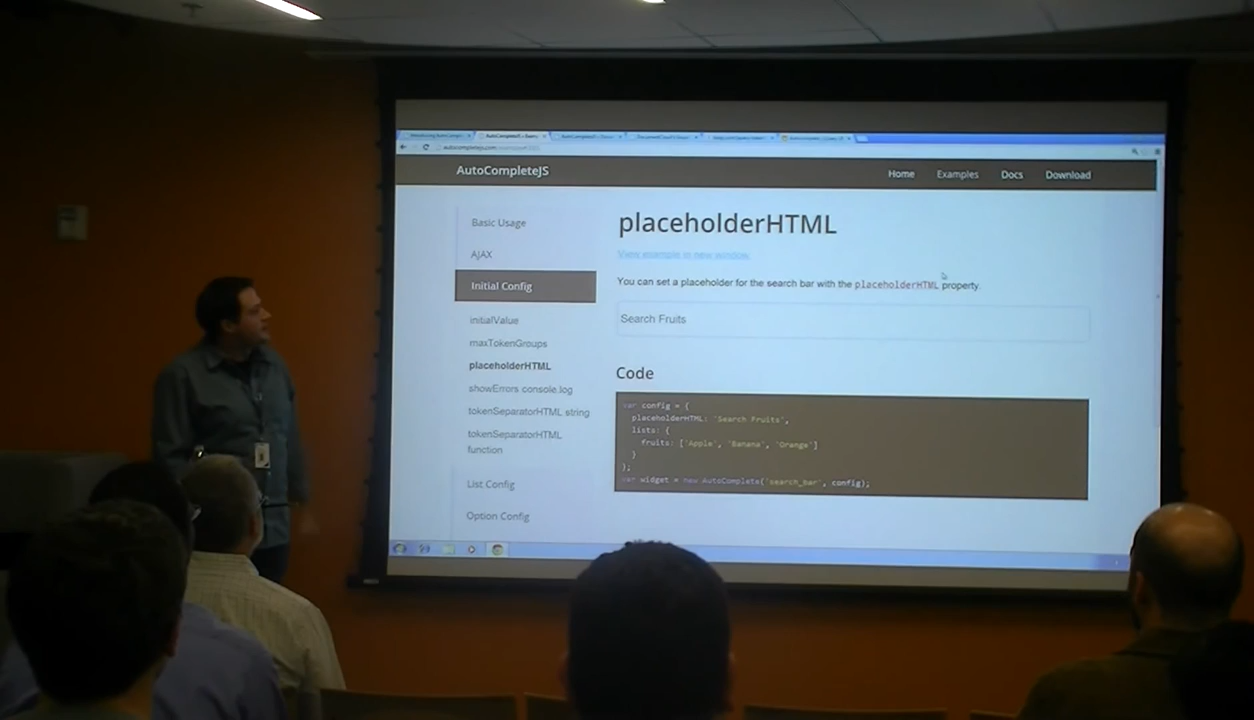 AutoCompleteJS
Home
Examples
Docs
Download
Basic Usage
AJAX
Initial Config
initialValue
maxTokenGroups
placeholderHTML
showErrors console.log
tokenSeparatorHTML string
tokenSeparatorHTML
function
List Config
Option Config
placeholderHTML
View example in new window
You can set a placeholder for the search bar with the placeholderHTML property.
Search Fruits
Code
var config = {
placeholderHTML: 'Search Fruits',
lists: {
fruits: ['Apple', 'Banana', 'Orange']
}
};
var widget = new AutoComplete('search_bar', config);